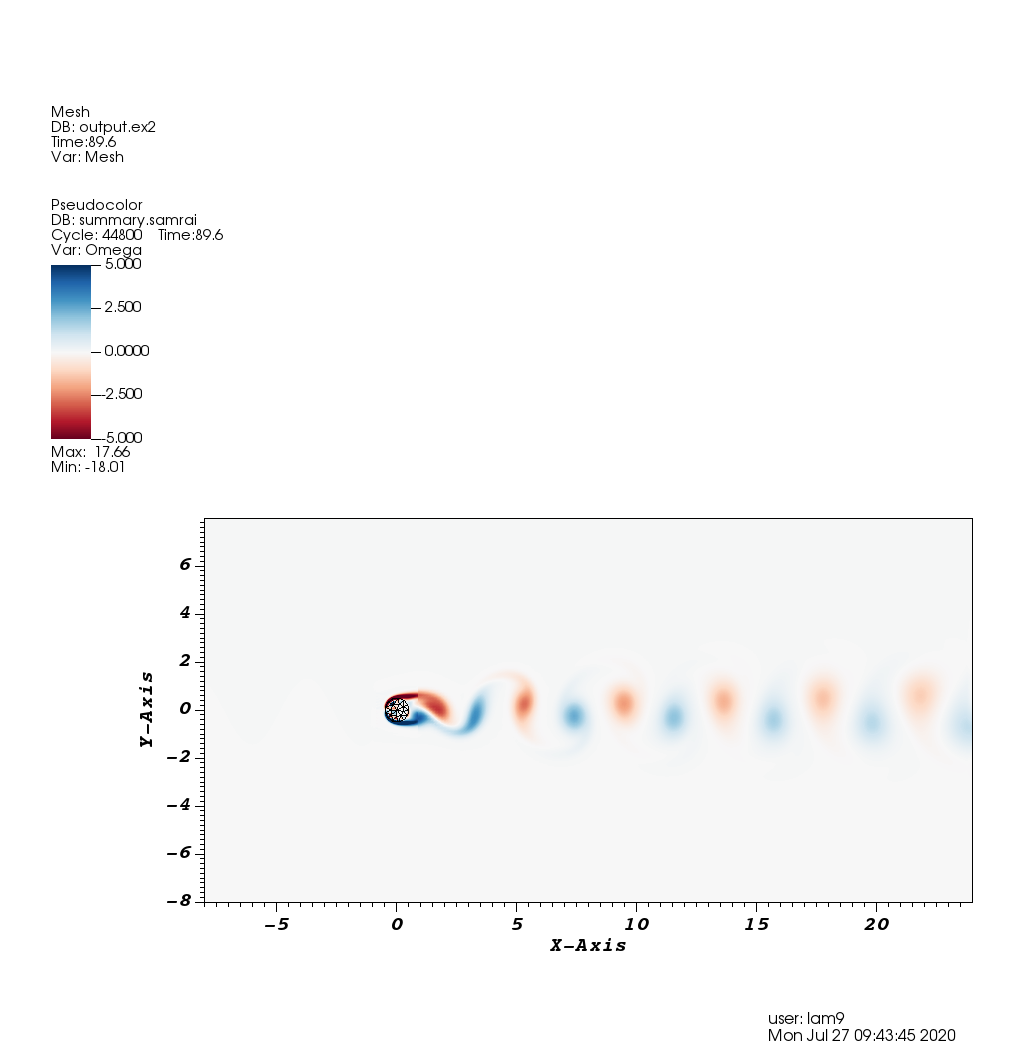 Mesh
DB: output.ex2
Time:89.6
Var: Mesh
Pseudocolor
DB: summary.samrai
Cycle: 44800 Time:89.6
Var: Omega
5.000
2.500
0.0000
-2.500
-5.000
Max: 17.66
Min: -18.01
6
4
2
0
-2
-4
-6
-8
Y-Axis
-5 0 5 10 15 20
X-Axis
user: lam9
Mon Jul 27 09:43:45 2020